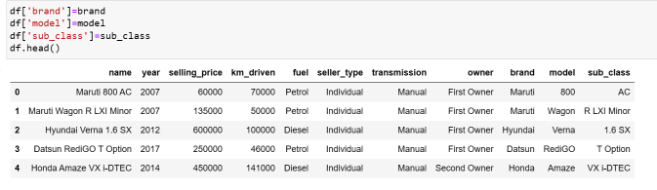 df['brand']=brand
df['model']=model
df['sub_class']=sub_class
df.head()
name year selling_price km_driven fuel seller_type transmission owner brand model sub_class
0 Maruti 800 AC 2007 60000 70000 Petrol Individual Manual First Owner Maruti 800 AC
1 Maruti Wagon R LXI Minor 2007 135000 50000 Petrol Individual Manual First Owner Maruti Wagon R LXI Minor
2 Hyundai Verna 1.6 SX 2012 600000 100000 Diesel Individual Manual First Owner Hyundai Verna 1.6 SX
3 Datsun RediGO T Option 2017 250000 46000 Petrol Individual Manual First Owner Datsun RediGO T Option
4 Honda Amaze VX i-DTEC 2014 450000 141000 Diesel Individual Manual Second Owner Honda Amaze VX i-DTEC